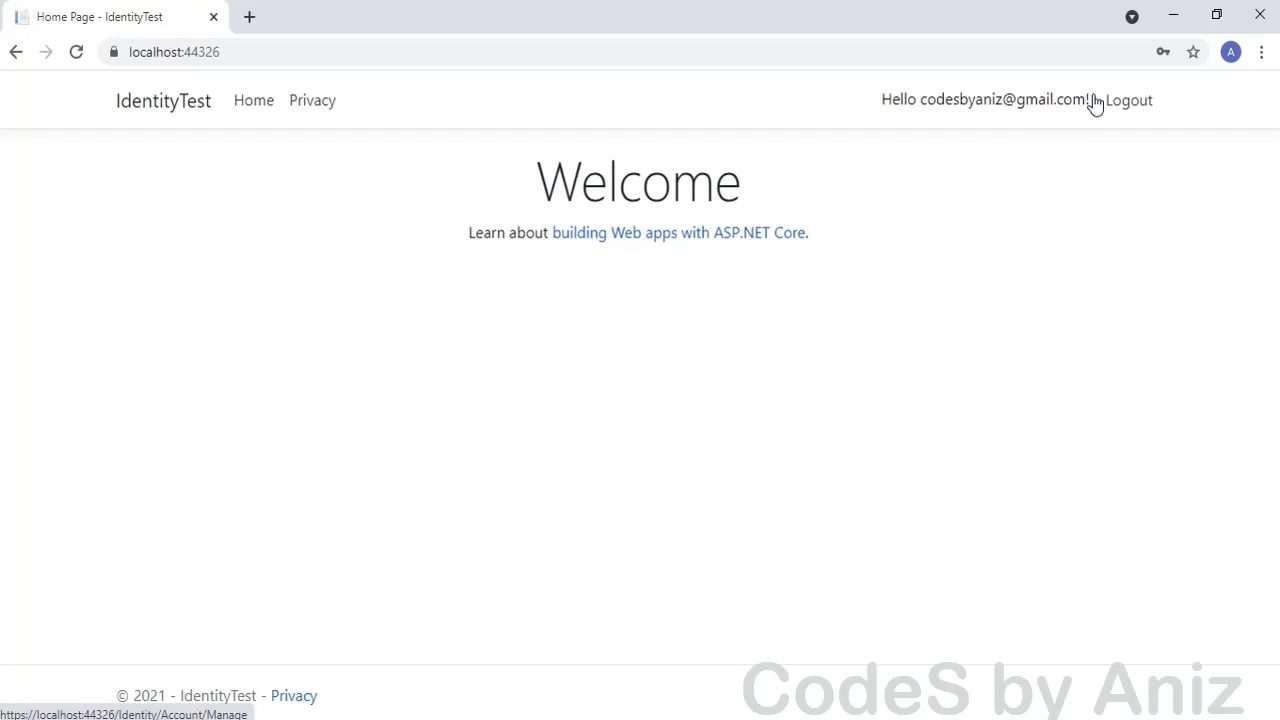 Home Page - IdentityTest
localhost:44326
A
IdentityTest Home Privacy Hello codesbyaniz@gmail.com! Logout
Welcome
Learn about building Web apps with ASP.NET Core.
© 2021 - IdentityTest - Privacy
CodeS by Aniz
https://localhost:44326/Identity/Account/Manage